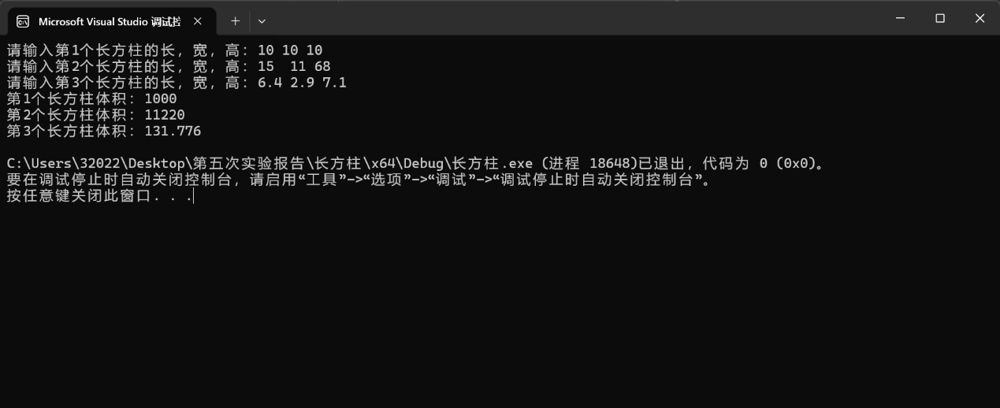 Microsoft Visual Studio 调试控
请输入第1个长方柱的长，宽，高：10 10 10
请输入第2个长方柱的长，宽，高：15  11 68
请输入第3个长方柱的长，宽，高：6.4 2.9 7.1
第1个长方柱体积：1000
第2个长方柱体积：11220
第3个长方柱体积：131.776
C:\Users\32022\Desktop\第五次实验报告\长方柱\x64\Debug\长方柱.exe (进程 18648)已退出，代码为 0 (0x0)。
要在调试停止时自动关闭控制台，请启用“工具”->“选项”->“调试”->“调试停止时自动关闭控制台”。
按任意键关闭此窗口. . .